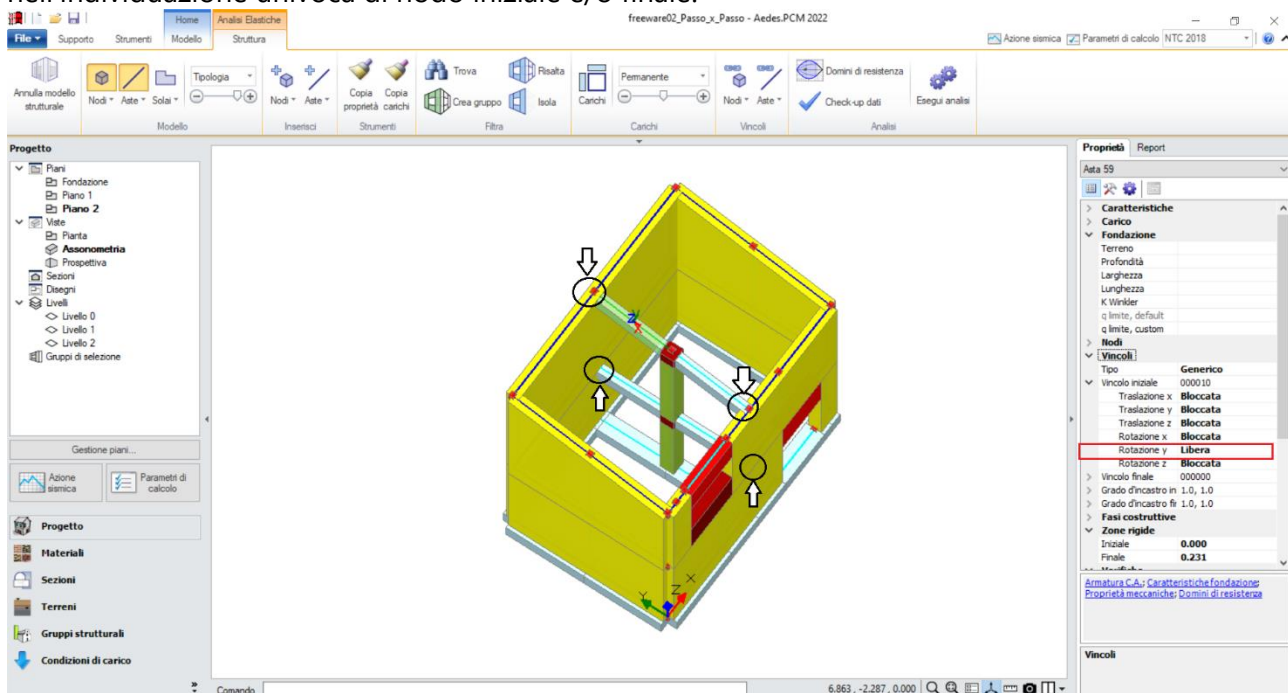 nell'individuazione univoca di nodo iniziale e/o finale.
Home
Analisi Elastiche
freeware02_Passo_x_Passo - Aedes.PCM 2022
File
Supporto
Strumenti
Modello
Struttura
Azione sismica
Parametri di calcolo
NTC 2018
Annulla modello
strutturale
Nodi
Aste
Solai
Tipologia
Modello
Nodi
Aste
Inserisci
Copia
proprietà
Copia
carichi
Strumenti
Trova
Risalta
Crea gruppo
Isola
Filtra
Carichi
Permanente
Carichi
Nodi
Aste
Vincoli
Domini di resistenza
Check-up dati
Esegui analisi
Analisi
Progetto
Piani
Fondazione
Piano 1
Piano 2
Viste
Pianta
Assonometria
Prospettiva
Sezioni
Disegni
Livelli
Livello 0
Livello 1
Livello 2
Gruppi di selezione
Gestione piani...
Azione
sismica
Parametri di
calcolo
Progetto
Materiali
Sezioni
Terreni
Gruppi strutturali
Condizioni di carico
X
Y
Z
Comando
6.863 , -2.287 , 0.000
Proprietà
Report
Asta 59
Caratteristiche
Carico
Fondazione
Terreno
Profondità
Larghezza
Lunghezza
K Winkler
q limite, default
q limite, custom
Nodi
Vincoli
Tipo Generico
Vincolo iniziale 000010
Traslazione x Bloccata
Traslazione y Bloccata
Traslazione z Bloccata
Rotazione x Bloccata
Rotazione y Libera
Rotazione z Bloccata
Vincolo finale 000000
Grado d'incastro in 1.0, 1.0
Grado d'incastro fir 1.0, 1.0
Fasi costruttive
Zone rigide
Iniziale 0.000
Finale 0.231
Armatura C.A.; Caratteristiche fondazione;
Proprietà meccaniche; Domini di resistenza
Vincoli